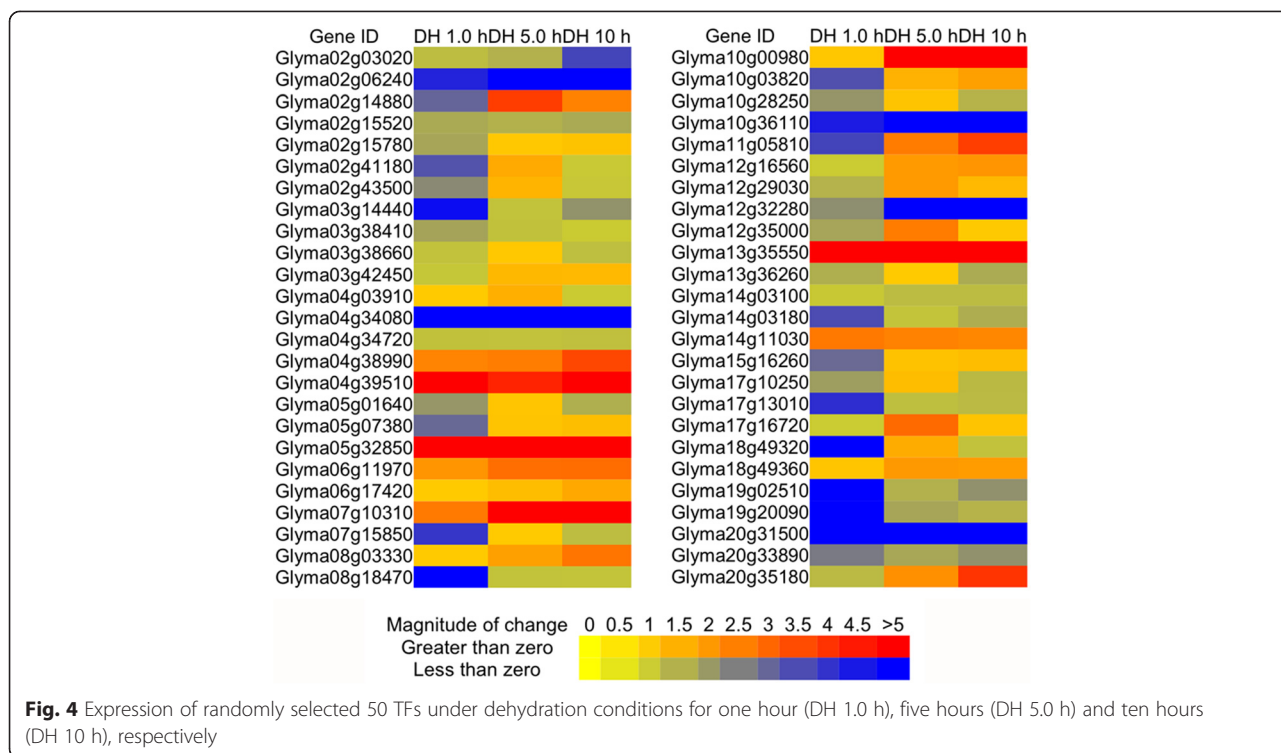 Gene ID DH 1.0 h DH 5.0 h DH 10 h
Glyma02g03020
Glyma02g06240
Glyma02g14880
Glyma02g15520
Glyma02g15780
Glyma02g41180
Glyma02g43500
Glyma03g14440
Glyma03g38410
Glyma03g38660
Glyma03g42450
Glyma04g03910
Glyma04g34080
Glyma04g34720
Glyma04g38990
Glyma04g39510
Glyma05g01640
Glyma05g07380
Glyma05g32850
Glyma06g11970
Glyma06g17420
Glyma07g10310
Glyma07g15850
Glyma08g03330
Glyma08g18470
Gene ID DH 1.0 h DH 5.0 h DH 10 h
Glyma10g00980
Glyma10g03820
Glyma10g28250
Glyma10g36110
Glyma11g05810
Glyma12g16560
Glyma12g29030
Glyma12g32280
Glyma12g35000
Glyma13g35550
Glyma13g36260
Glyma14g03100
Glyma14g03180
Glyma14g11030
Glyma15g16260
Glyma17g10250
Glyma17g13010
Glyma17g16720
Glyma18g49320
Glyma18g49360
Glyma19g02510
Glyma19g20090
Glyma20g31500
Glyma20g33890
Glyma20g35180
Magnitude of change 0 0.5 1 1.5 2 2.5 3 3.5 4 4.5 >5
Greater than zero
Less than zero
Fig. 4 Expression of randomly selected 50 TFs under dehydration conditions for one hour (DH 1.0 h), five hours (DH 5.0 h) and ten hours
(DH 10 h), respectively